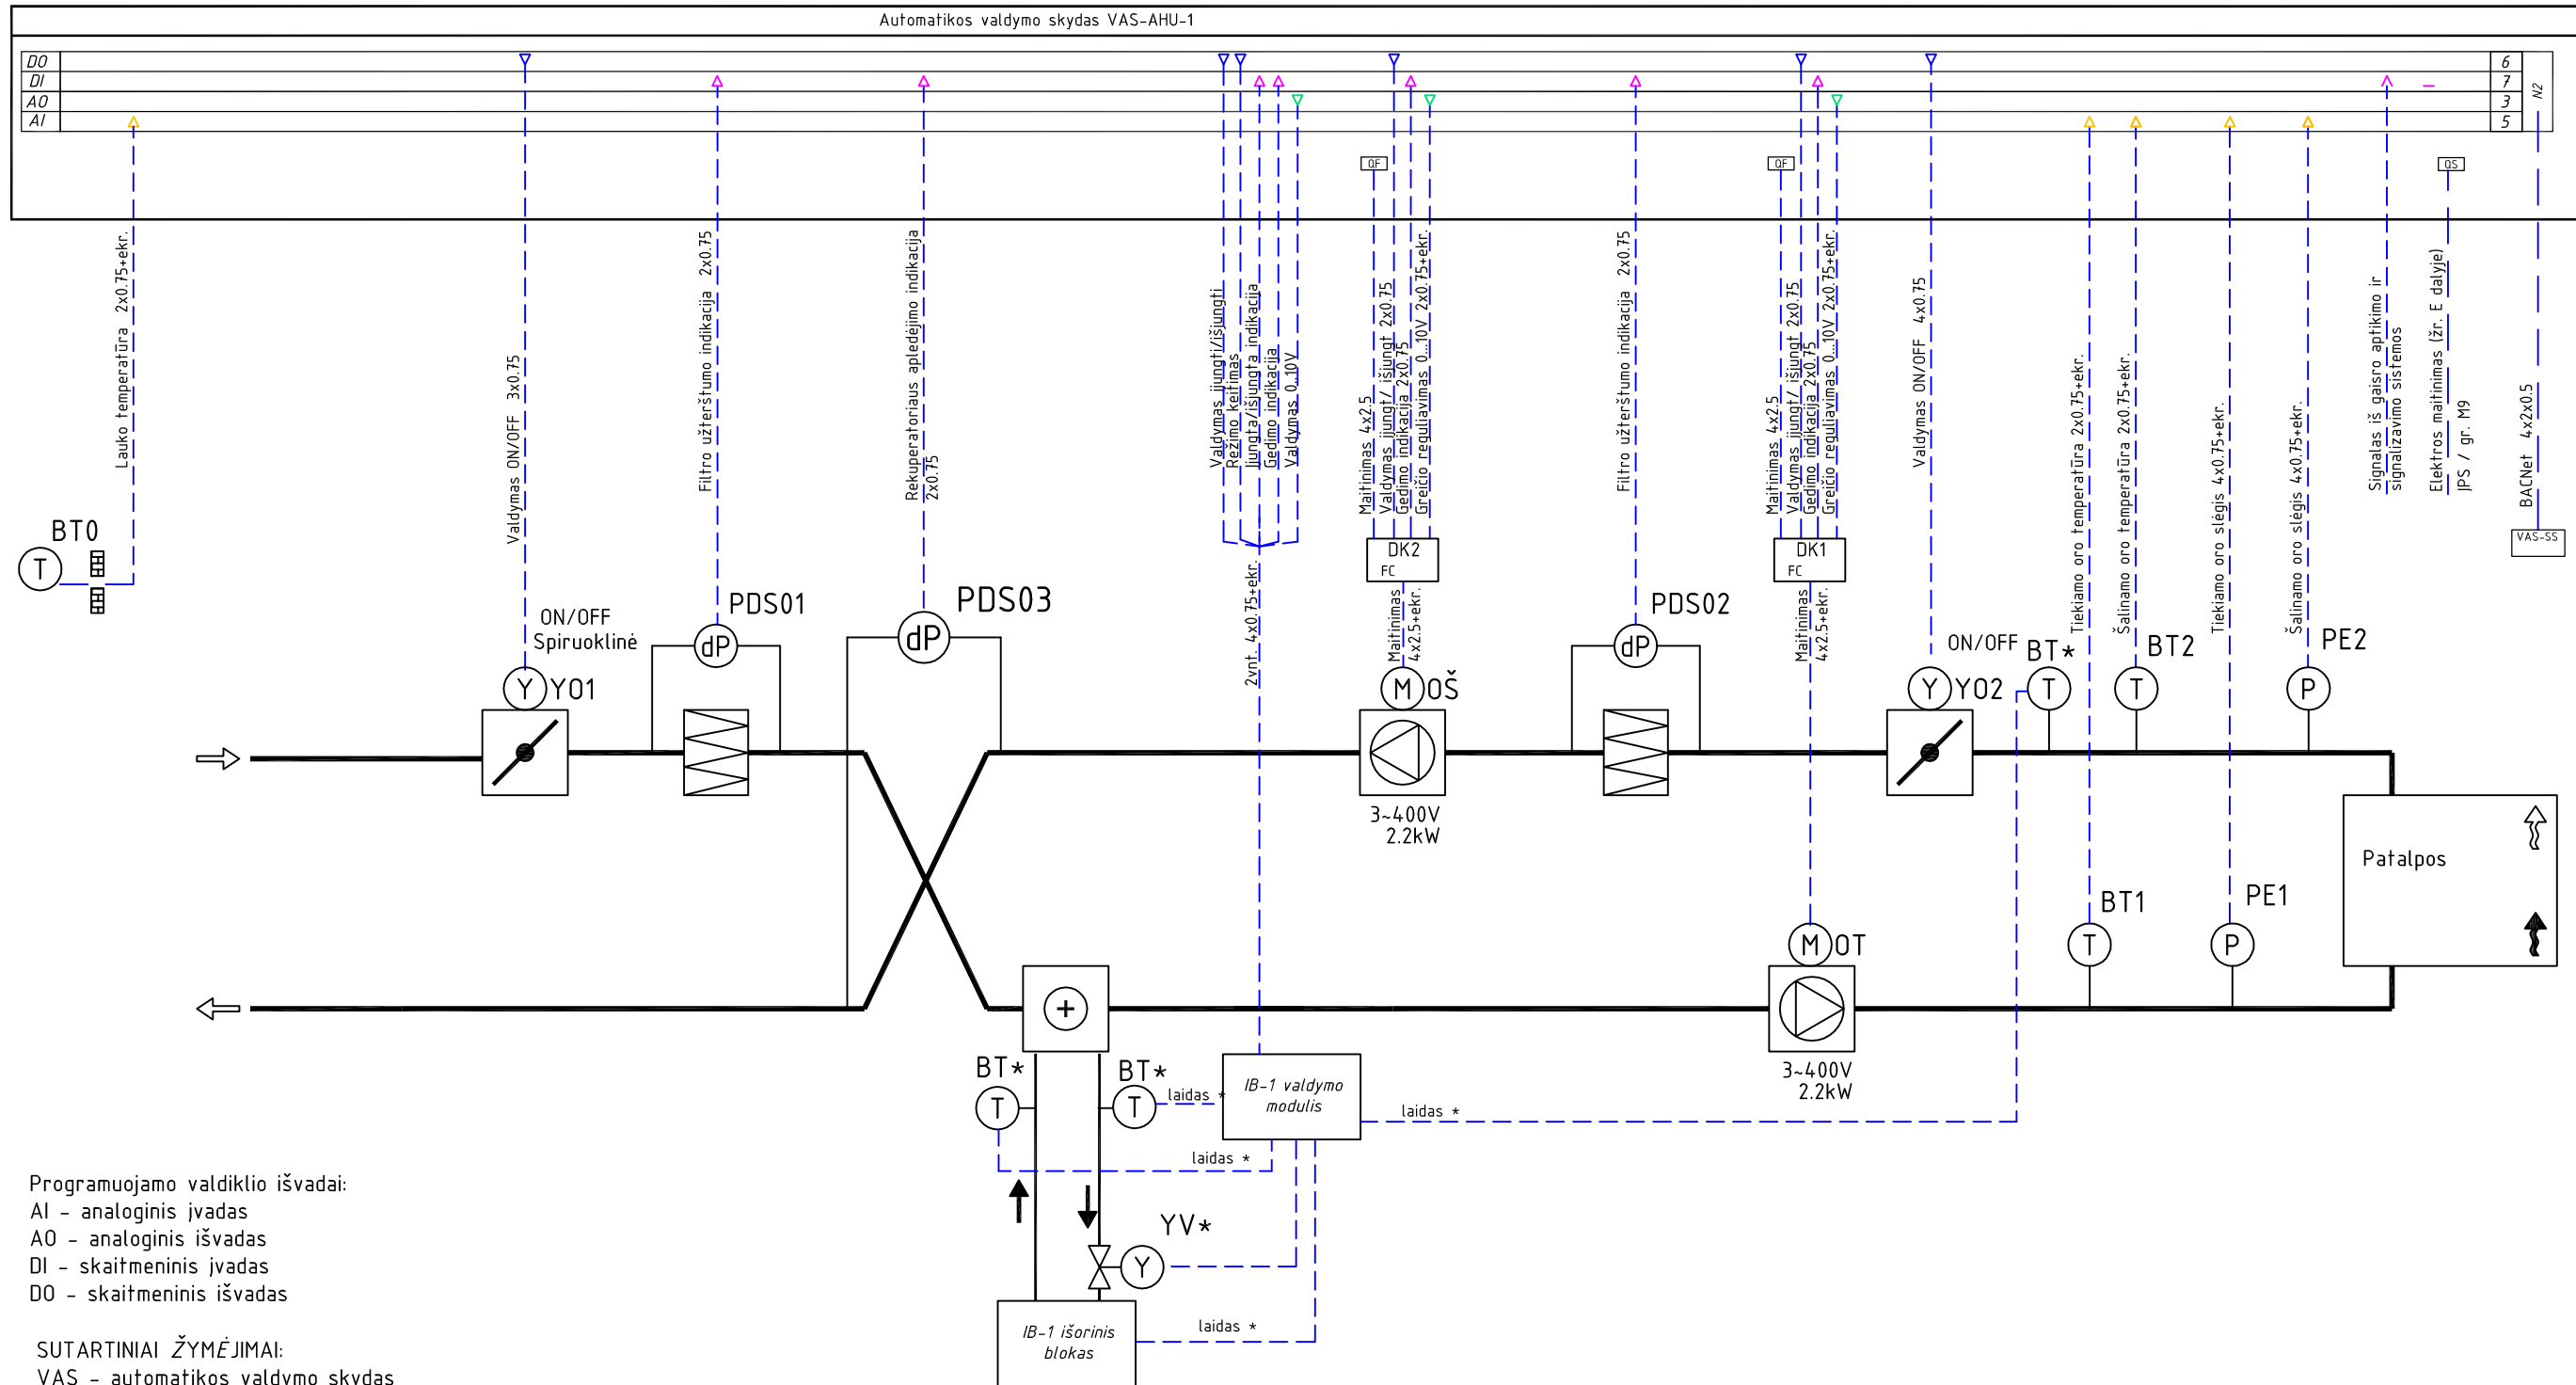 Automatikos valdymo skydas VAS-AHU-1
DO
DI
AO
AI
6
7
3
5
N2
QF
QF
QS
Lauko temperatūra 2x0.75+ekr.
Valdymas ON/OFF 3x0.75
Filtro užterštumo indikacija 2x0.75
Rekuperatoriaus apledėjimo indikacija
2x0.75
Valdymas įjungti/išjungti
Režimo keitimas
Įjungta/išjungta indikacija
Gedimo indikacija
Valdymas 0..10V
Maitinimas 4x2.5
Valdymas įjungt/ išjungt 2x0.75
Gedimo indikacija 2x0.75
Greičio reguliavimas 0...10V 2x0.75+ekr.
Filtro užterštumo indikacija 2x0.75
Maitinimas 4x2.5
Valdymas įjungt/ išjungt 2x0.75
Gedimo indikacija 2x0.75
Greičio reguliavimas 0...10V 2x0.75+ekr.
Valdymas ON/OFF 4x0.75
Tiekiamo oro temperatūra 2x0.75+ekr.
Šalinamo oro temperatūra 2x0.75+ekr.
Tiekiamo oro slėgis 4x0.75+ekr.
Šalinamo oro slėgis 4x0.75+ekr.
Signalas iš gaisro aptikimo ir
signalizavimo sistemos
Elektros maitinimas (žr. E dalyje)
ĮPS / gr. M9
BACNet 4x2x0.5
VAS-SS
BT0
T
DK2
FC
DK1
FC
2vnt. 4x0.75+ekr.
Maitinimas
4x2.5+ekr.
Maitinimas
4x2.5+ekr.
ON/OFF
Spiruoklinė
Y
YO1
PDS01
dP
PDS03
dP
M
OŠ
3~400V
2.2kW
PDS02
dP
ON/OFF
Y
YO2
BT*
T
BT2
T
PE2
P
Patalpos
BT1
T
PE1
P
M
OT
3~400V
2.2kW
+
BT*
T
BT*
T
laidas *
IB-1 valdymo
modulis
laidas *
laidas *
YV*
Y
laidas *
IB-1 išorinis
blokas
Programuojamo valdiklio išvadai:
AI - analoginis įvadas
AO - analoginis išvadas
DI - skaitmeninis įvadas
DO - skaitmeninis išvadas
SUTARTINIAI ŽYMĖJIMAI:
VAS - automatikos valdymo skydas